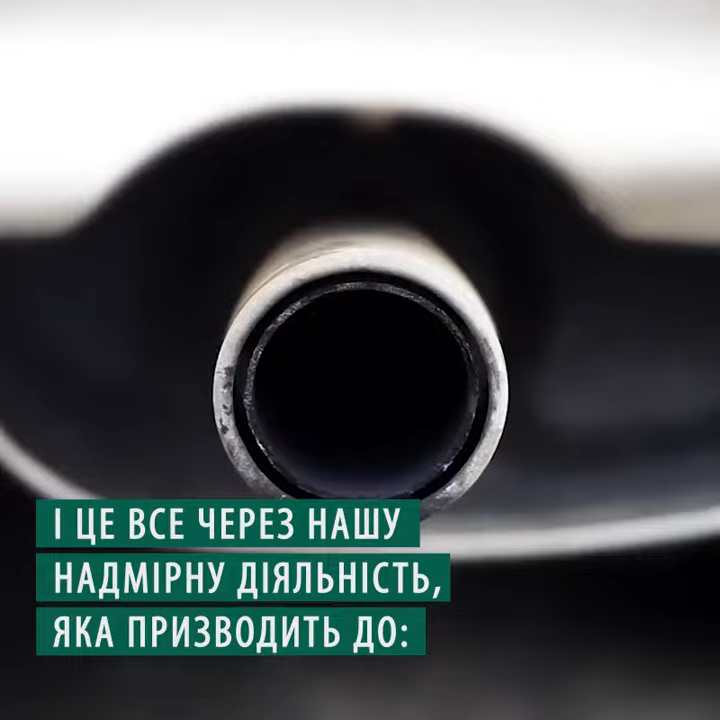 І ЦЕ ВСЕ ЧЕРЕЗ НАШУ
НАДМІРНУ ДІЯЛЬНІСТЬ,
ЯКА ПРИЗВОДИТЬ ДО: